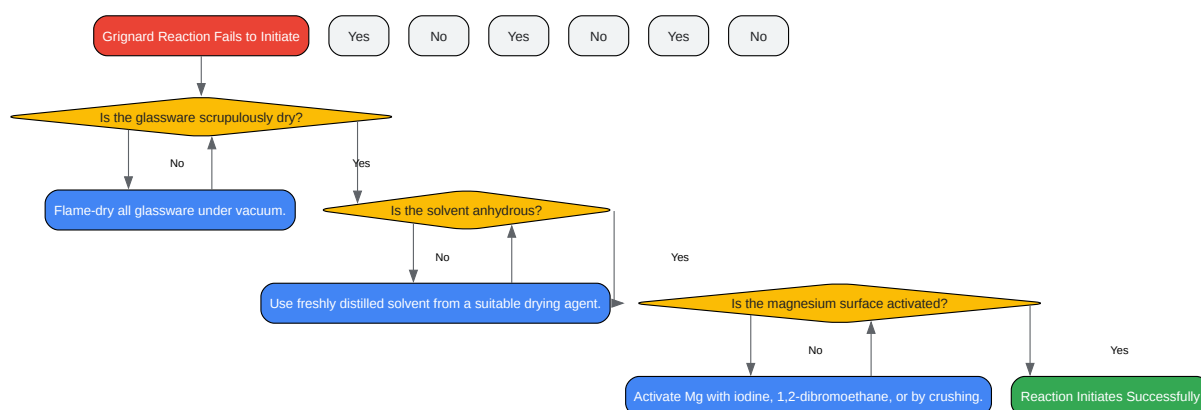 Grignard Reaction Fails to Initiate
Yes
No
Yes
No
Yes
No
Is the glassware scrupulously dry?
No
Yes
Flame-dry all glassware under vacuum.
Is the solvent anhydrous?
No
Yes
Use freshly distilled solvent from a suitable drying agent.
Is the magnesium surface activated?
No
Yes
Activate Mg with iodine, 1,2-dibromoethane, or by crushing.
Reaction Initiates Successfully